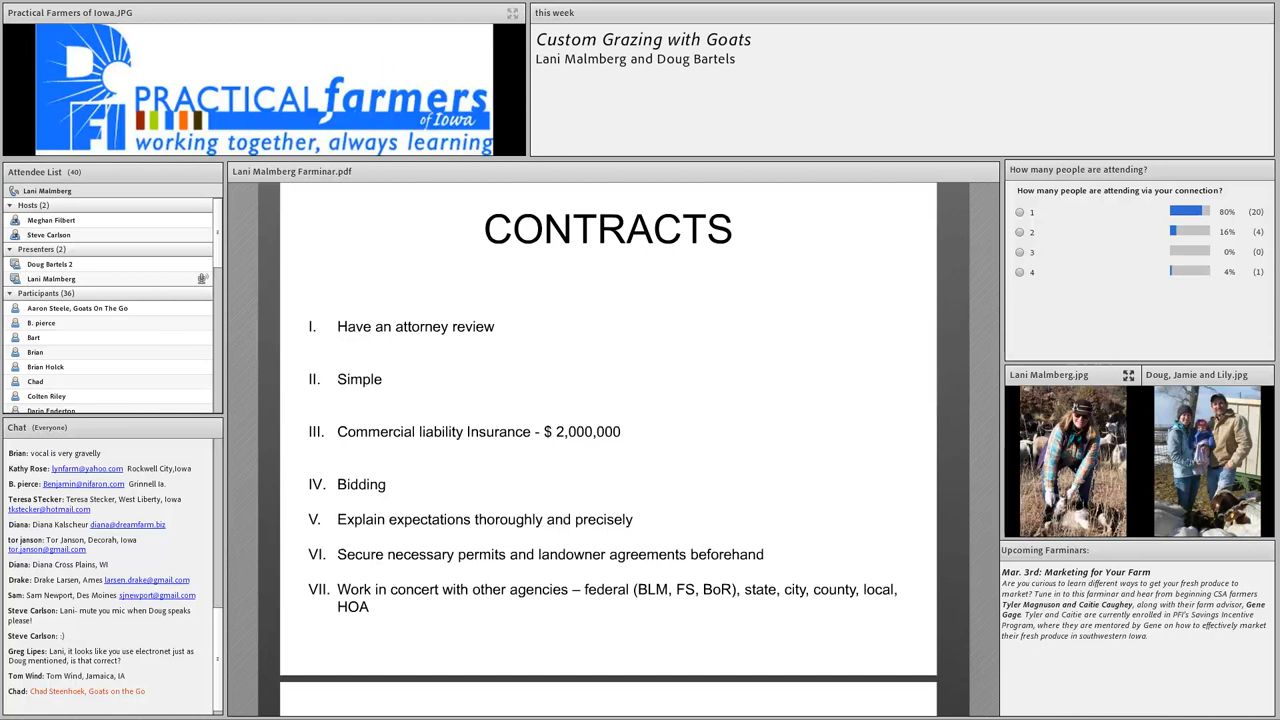 Practical Farmers of Iowa.JPG
PFI
PRACTICAL farmers
of Iowa
working together, always learning
this week
Custom Grazing with Goats
Lani Malmberg and Doug Bartels
Attendee List (40)
Lani Malmberg
Hosts (2)
Meghan Filbert
Steve Carlson
Presenters (2)
Doug Bartels 2
Lani Malmberg
Participants (36)
Aaron Steele, Goats On The Go
B. pierce
Bart
Brian
Brian Holck
Chad
Colten Riley
Darin Enderton
Chat (Everyone)
Brian: vocal is very gravelly
Kathy Rose: lynfarm@yahoo.com Rockwell City,Iowa
B. pierce: Benjamin@nifaron.com Grinnell Ia.
Teresa STecker: Teresa Stecker, West Liberty, Iowa
tkstecker@hotmail.com
Diana: Diana Kalscheur diana@dreamfarm.biz
tor janson: Tor Janson, Decorah, Iowa
tor.janson@gmail.com
Diana: Diana Cross Plains, WI
Drake: Drake Larsen, Ames larsen.drake@gmail.com
Sam: Sam Newport, Des Moines sjnewport@gmail.com
Steve Carlson: Lani- mute you mic when Doug speaks
please!
Steve Carlson: :)
Greg Lipes: Lani, it looks like you use electronet just as
Doug mentioned, is that correct?
Tom Wind: Tom Wind, Jamaica, IA
Chad: Chad Steenhoek, Goats on the Go
Lani Malmberg Farminar.pdf
CONTRACTS
I. Have an attorney review
II. Simple
III. Commercial liability Insurance - $ 2,000,000
IV. Bidding
V. Explain expectations thoroughly and precisely
VI. Secure necessary permits and landowner agreements beforehand
VII. Work in concert with other agencies – federal (BLM, FS, BoR), state, city, county, local,
HOA
How many people are attending?
How many people are attending via your connection?
1 80% (20)
2 16% (4)
3 0% (0)
4 4% (1)
Lani Malmberg.jpg
Doug, Jamie and Lily.jpg
Upcoming Farminars:
Mar. 3rd: Marketing for Your Farm
Are you curious to learn different ways to get your fresh produce to
market? Tune in to this farminar and hear from beginning CSA farmers
Tyler Magnuson and Caitie Caughey, along with their farm advisor, Gene
Gage. Tyler and Caitie are currently enrolled in PFI's Savings Incentive
Program, where they are mentored by Gene on how to effectively market
their fresh produce in southwestern Iowa.